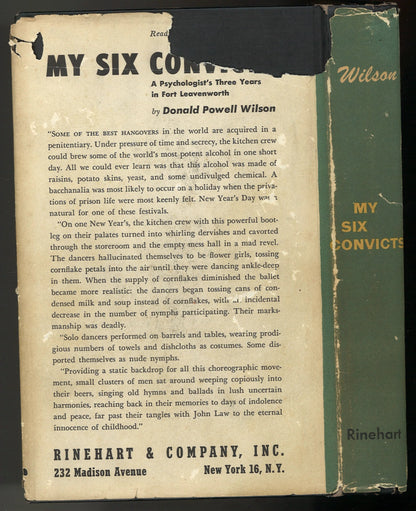 Read
MY SIX
A Psychologist's Three Years
in Fort Leavenworth
by Donald Powell Wilson
"SOME OF THE BEST HANGOVERS in the world are acquired in a
penitentiary. Under pressure of time and secrecy, the kitchen crew
could brew some of the world's most potent alcohol in one short
day. All we could ever learn was that this alcohol was made of
raisins, potato skins, yeast, and some undivulged chemical. A
bacchanalia was most likely to occur on a holiday when the priva-
tions of prison life were most keenly felt. New Year's Day was a
natural for one of these festivals.
"On one New Year's, the kitchen crew with this powerful boot-
leg on their palates turned into whirling dervishes and cavorted
through the storeroom and the empty mess hall in a mad revel.
The dancers hallucinated themselves to be flower girls, tossing
cornflake petals into the air until they were dancing ankle-deep
in them. When the supply of cornflakes diminished the ballet
became more realistic: the dancers began tossing cans of con-
densed milk and soup instead of cornflakes, with an incidental
decrease in the number of nymphs participating. Their marks-
manship was deadly.
"Solo dancers performed on barrels and tables, wearing prodi-
gious numbers of towels and dishcloths as costumes. Some dis-
ported themselves as nude nymphs.
"Providing a static backdrop for all this choreographic move-
ment, small clusters of men sat around weeping copiously into
their beers, singing old hymns and ballads in lush uncertain
harmonies, reaching back in their memories to days of indolence
and peace, far past their tangles with John Law to the eternal
innocence of childhood."
RINEHART & COMPANY, INC.
232 Madison Avenue New York 16, N.Y.
Wilson
MY
SIX
CONVICTS
Rinehart